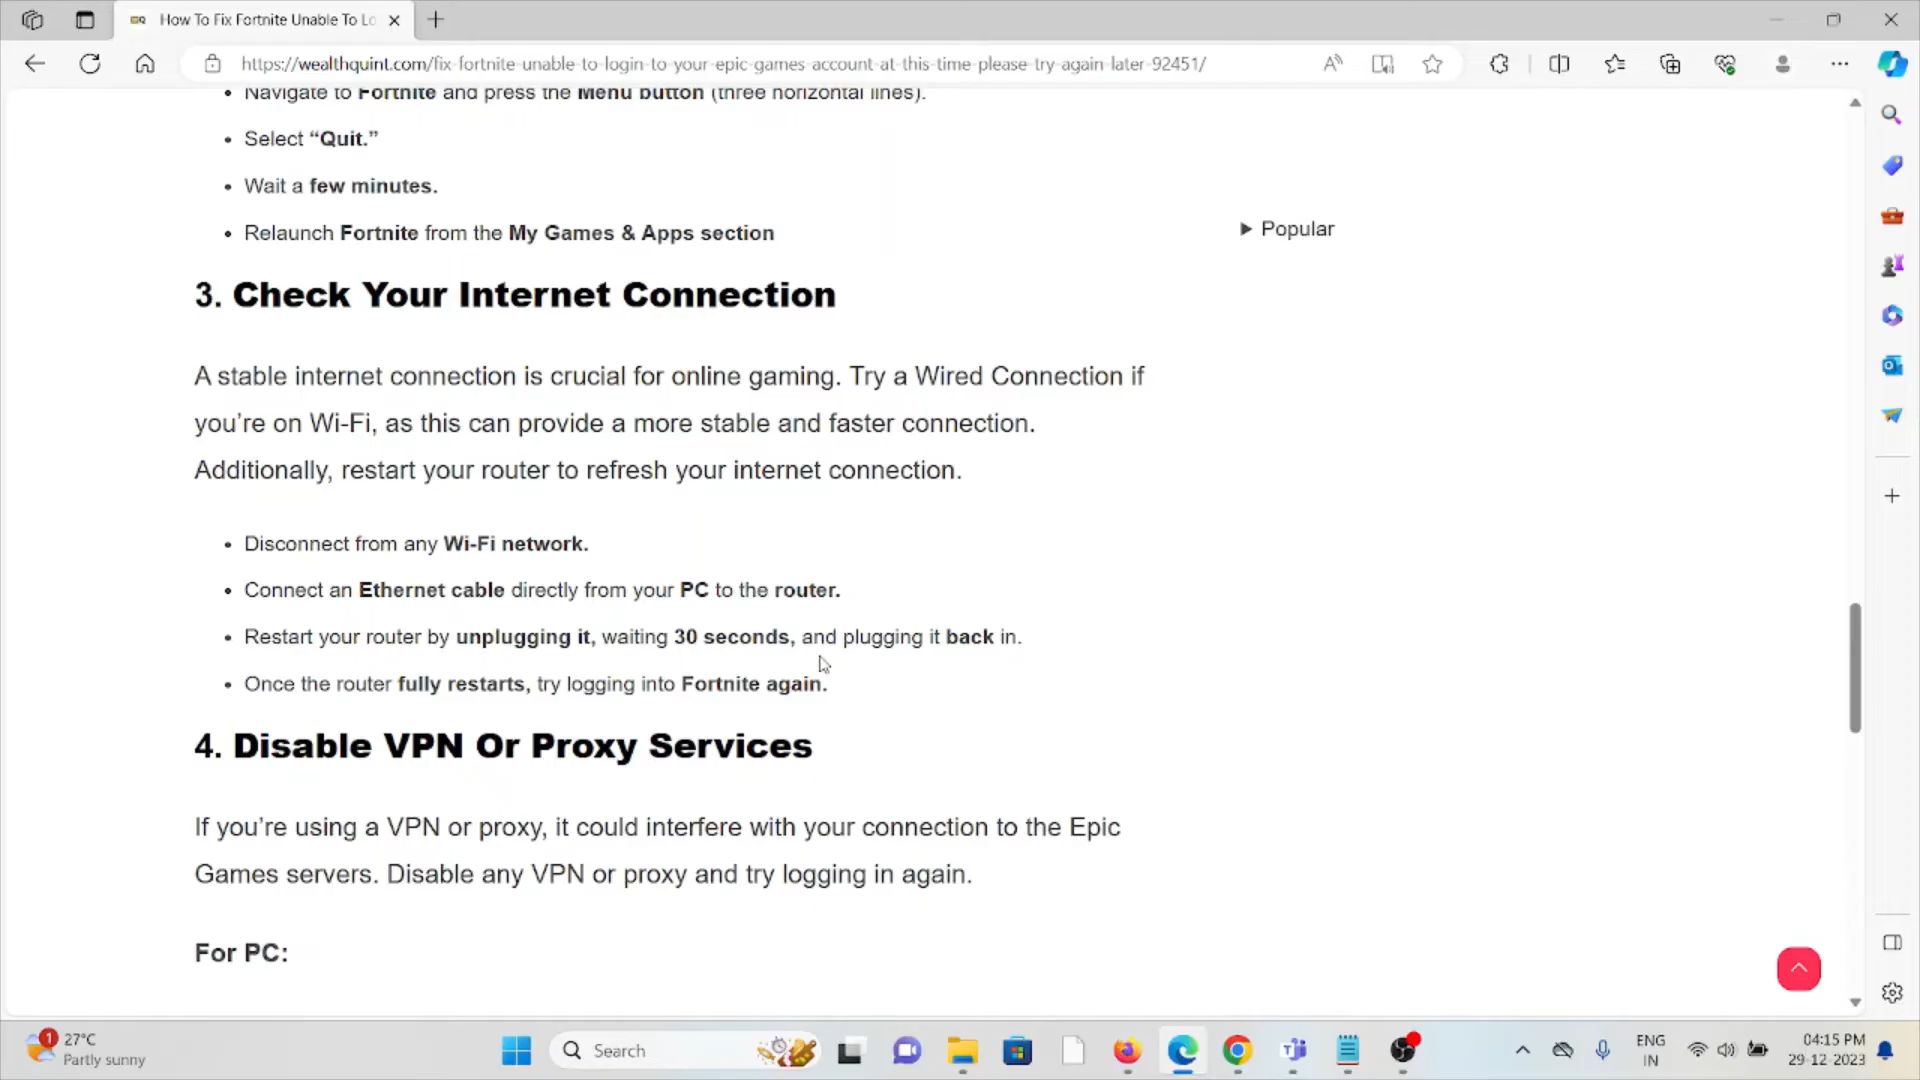 How To Fix Fortnite Unable To Lo
https://wealthquint.com/fix-fortnite-unable-to-login-to-your-epic-games-account-at-this-time-please-try-again-later-92451/
• Navigate to Fortnite and press the Menu button (three horizontal lines).
• Select “Quit.”
• Wait a few minutes.
• Relaunch Fortnite from the My Games & Apps section
Popular
3. Check Your Internet Connection
A stable internet connection is crucial for online gaming. Try a Wired Connection if
you’re on Wi-Fi, as this can provide a more stable and faster connection.
Additionally, restart your router to refresh your internet connection.
• Disconnect from any Wi-Fi network.
• Connect an Ethernet cable directly from your PC to the router.
• Restart your router by unplugging it, waiting 30 seconds, and plugging it back in.
• Once the router fully restarts, try logging into Fortnite again.
4. Disable VPN Or Proxy Services
If you’re using a VPN or proxy, it could interfere with your connection to the Epic
Games servers. Disable any VPN or proxy and try logging in again.
For PC:
1
27°C
Partly sunny
Search
ENG
IN
04:15 PM
29-12-2023